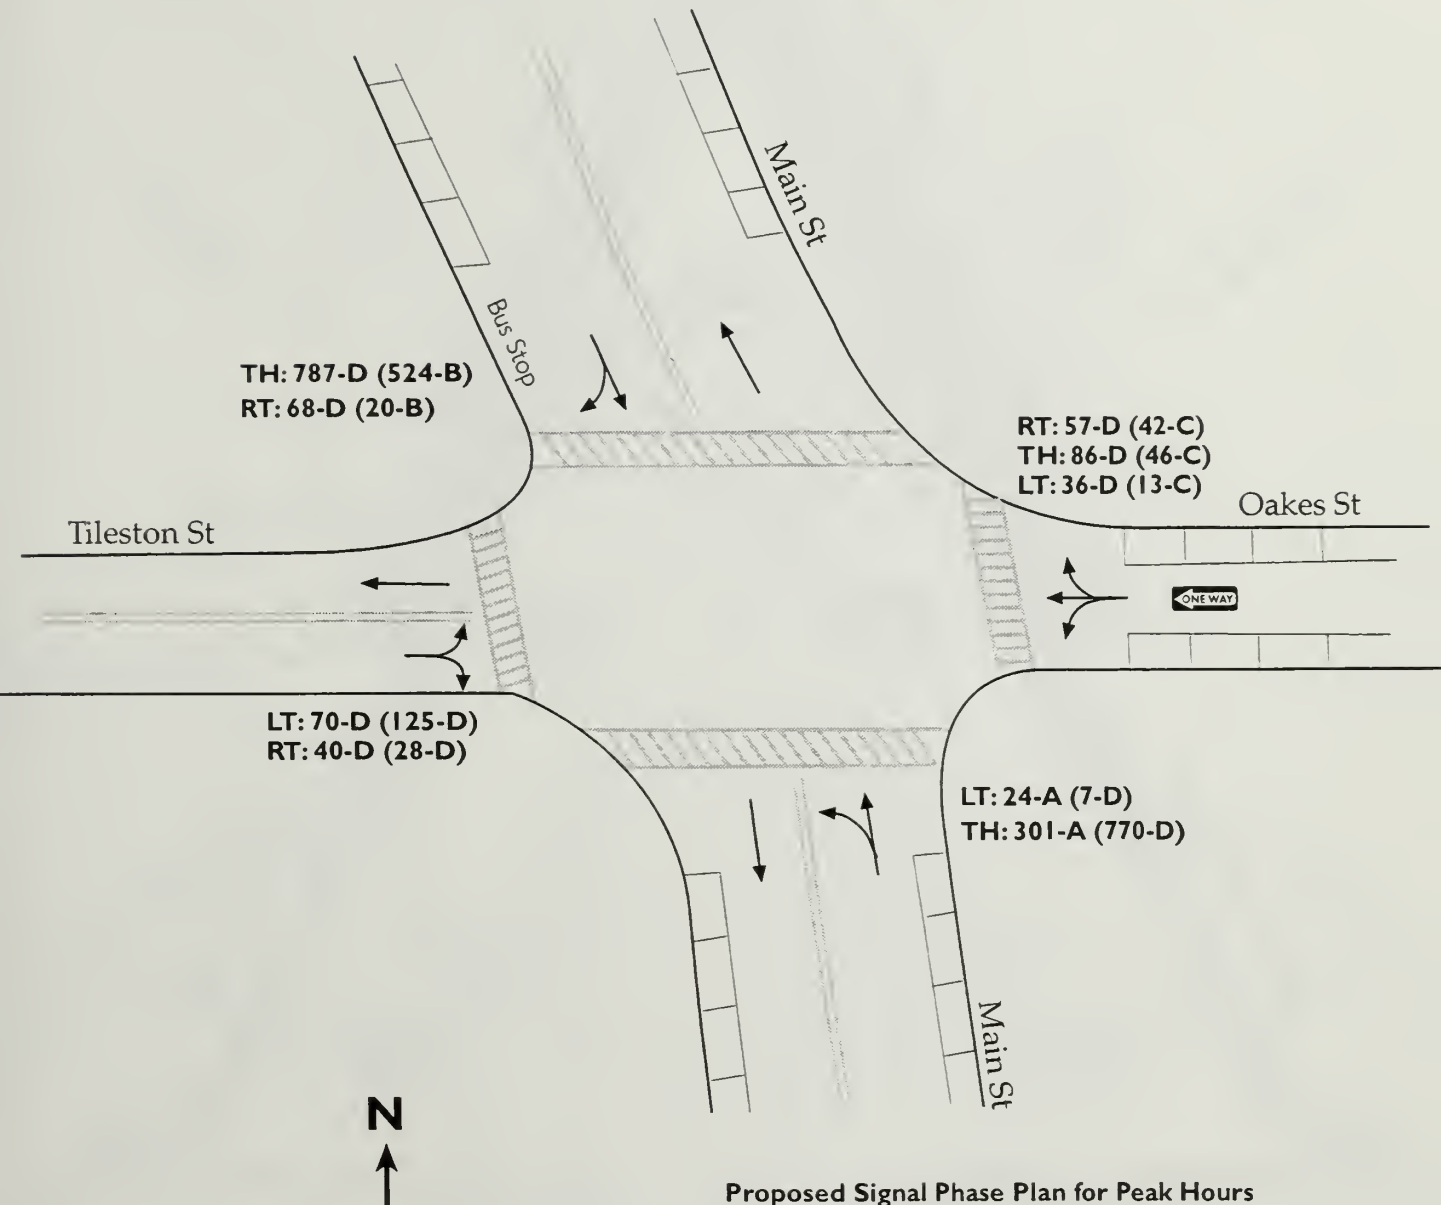 Main St
Bus Stop
TH: 787-D (524-B)
RT: 68-D (20-B)
RT: 57-D (42-C)
TH: 86-D (46-C)
LT: 36-D (13-C)
Oakes St
Tileston St
ONE WAY
LT: 70-D (125-D)
RT: 40-D (28-D)
LT: 24-A (7-D)
TH: 301-A (770-D)
Main St
N
Proposed Signal Phase Plan for Peak Hours